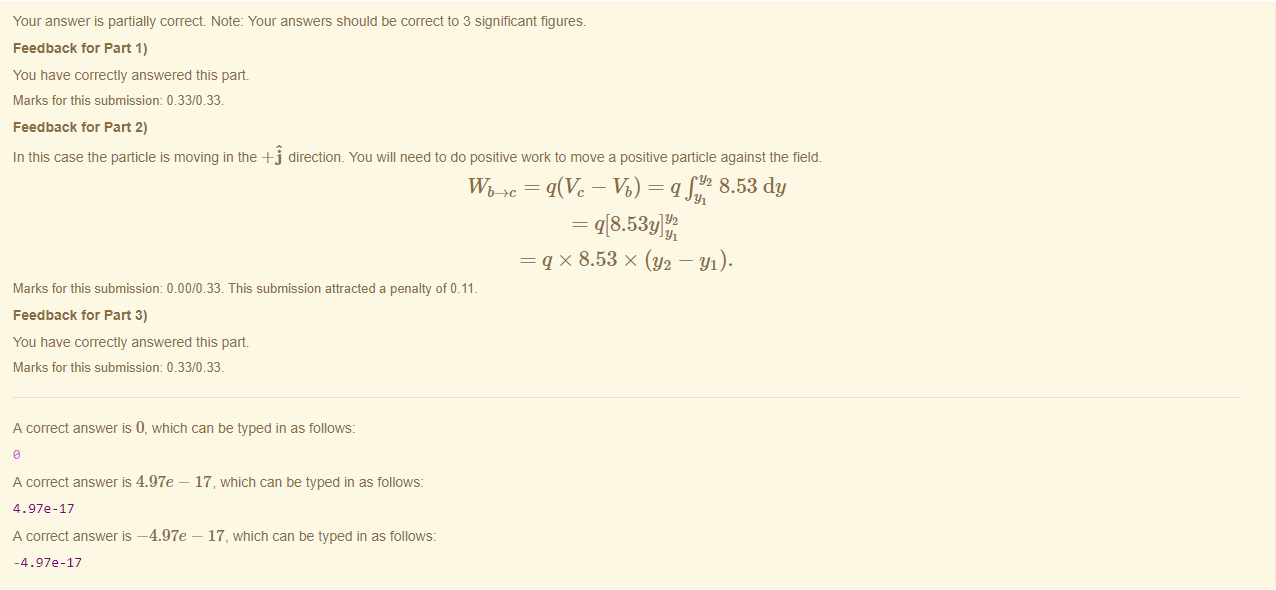 Your answer is partially correct. Note: Your answers should be correct to 3 significant figures.
Feedback for Part 1)
You have correctly answered this part.
Marks for this submission: 0.33/0.33.
Feedback for Part 2)
In this case the particle is moving in the +ĵ direction. You will need to do positive work to move a positive particle against the field.
W_{b→c} = q(V_c − V_b) = q ∫_{y_1}^{y_2} 8.53 dy
= q[8.53y]_{y_1}^{y_2}
= q × 8.53 × (y_2 − y_1).
Marks for this submission: 0.00/0.33. This submission attracted a penalty of 0.11.
Feedback for Part 3)
You have correctly answered this part.
Marks for this submission: 0.33/0.33.
A correct answer is 0, which can be typed in as follows:
0
A correct answer is 4.97e − 17, which can be typed in as follows:
4.97e-17
A correct answer is −4.97e − 17, which can be typed in as follows:
-4.97e-17